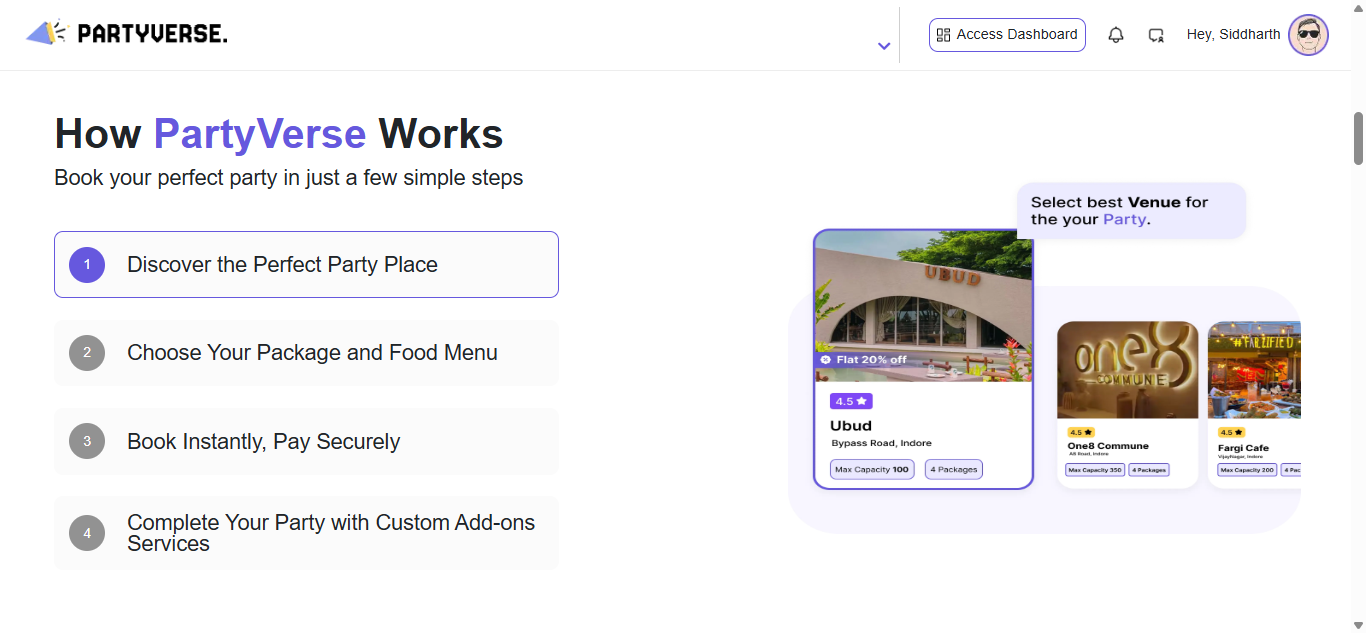 PARTYVERSE.
Access Dashboard
Hey, Siddharth
How PartyVerse Works
Book your perfect party in just a few simple steps
1
Discover the Perfect Party Place
2
Choose Your Package and Food Menu
3
Book Instantly, Pay Securely
4
Complete Your Party with Custom Add-ons
Services
Select best Venue for
the your Party.
UBUD
Flat 20% off
4.5
Ubud
Bypass Road, Indore
Max Capacity 100
4 Packages
one8
COMMUNE
4.5
One8 Commune
AB Road, Indore
Max Capacity 350
4 Packages
#FARZIFIED
4.5
Fargi Cafe
VijayNagar, Indore
Max Capacity 200
4 Pac